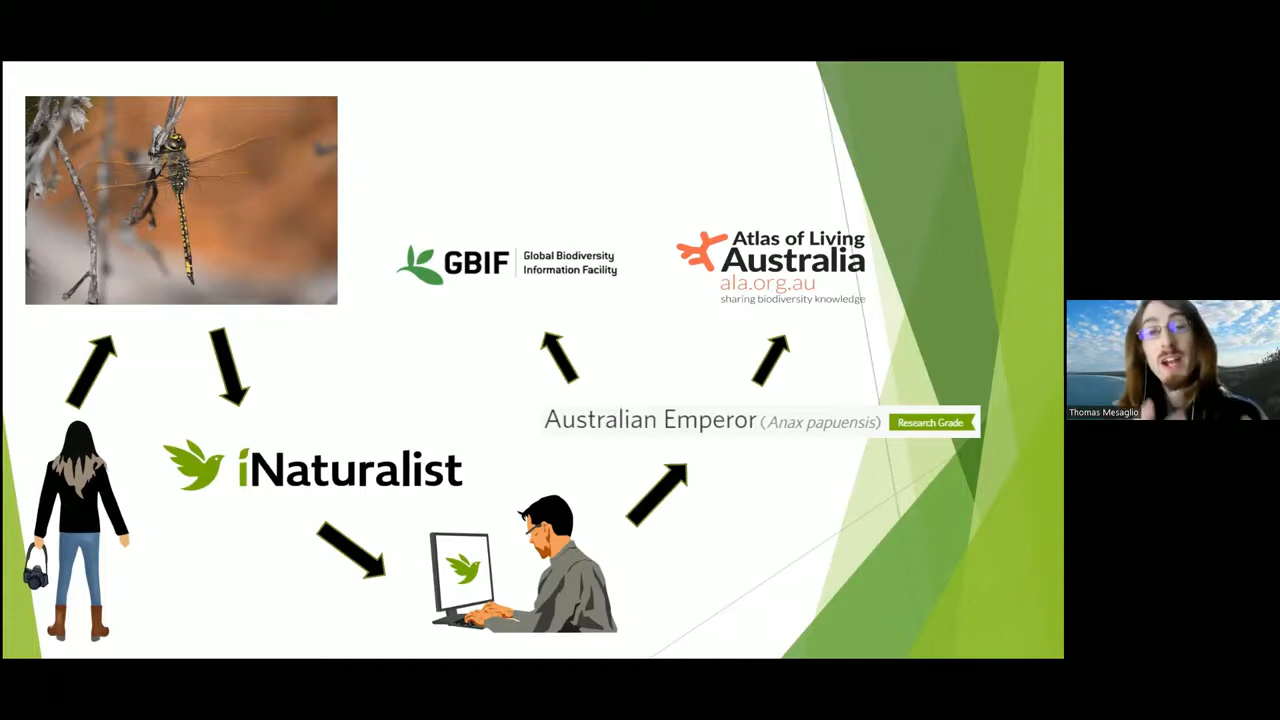 GBIF
Global Biodiversity
Information Facility
Atlas of Living
Australia
ala.org.au
sharing biodiversity knowledge
Australian Emperor (Anax papuensis) Research Grade
iNaturalist
Thomas Mesaglio